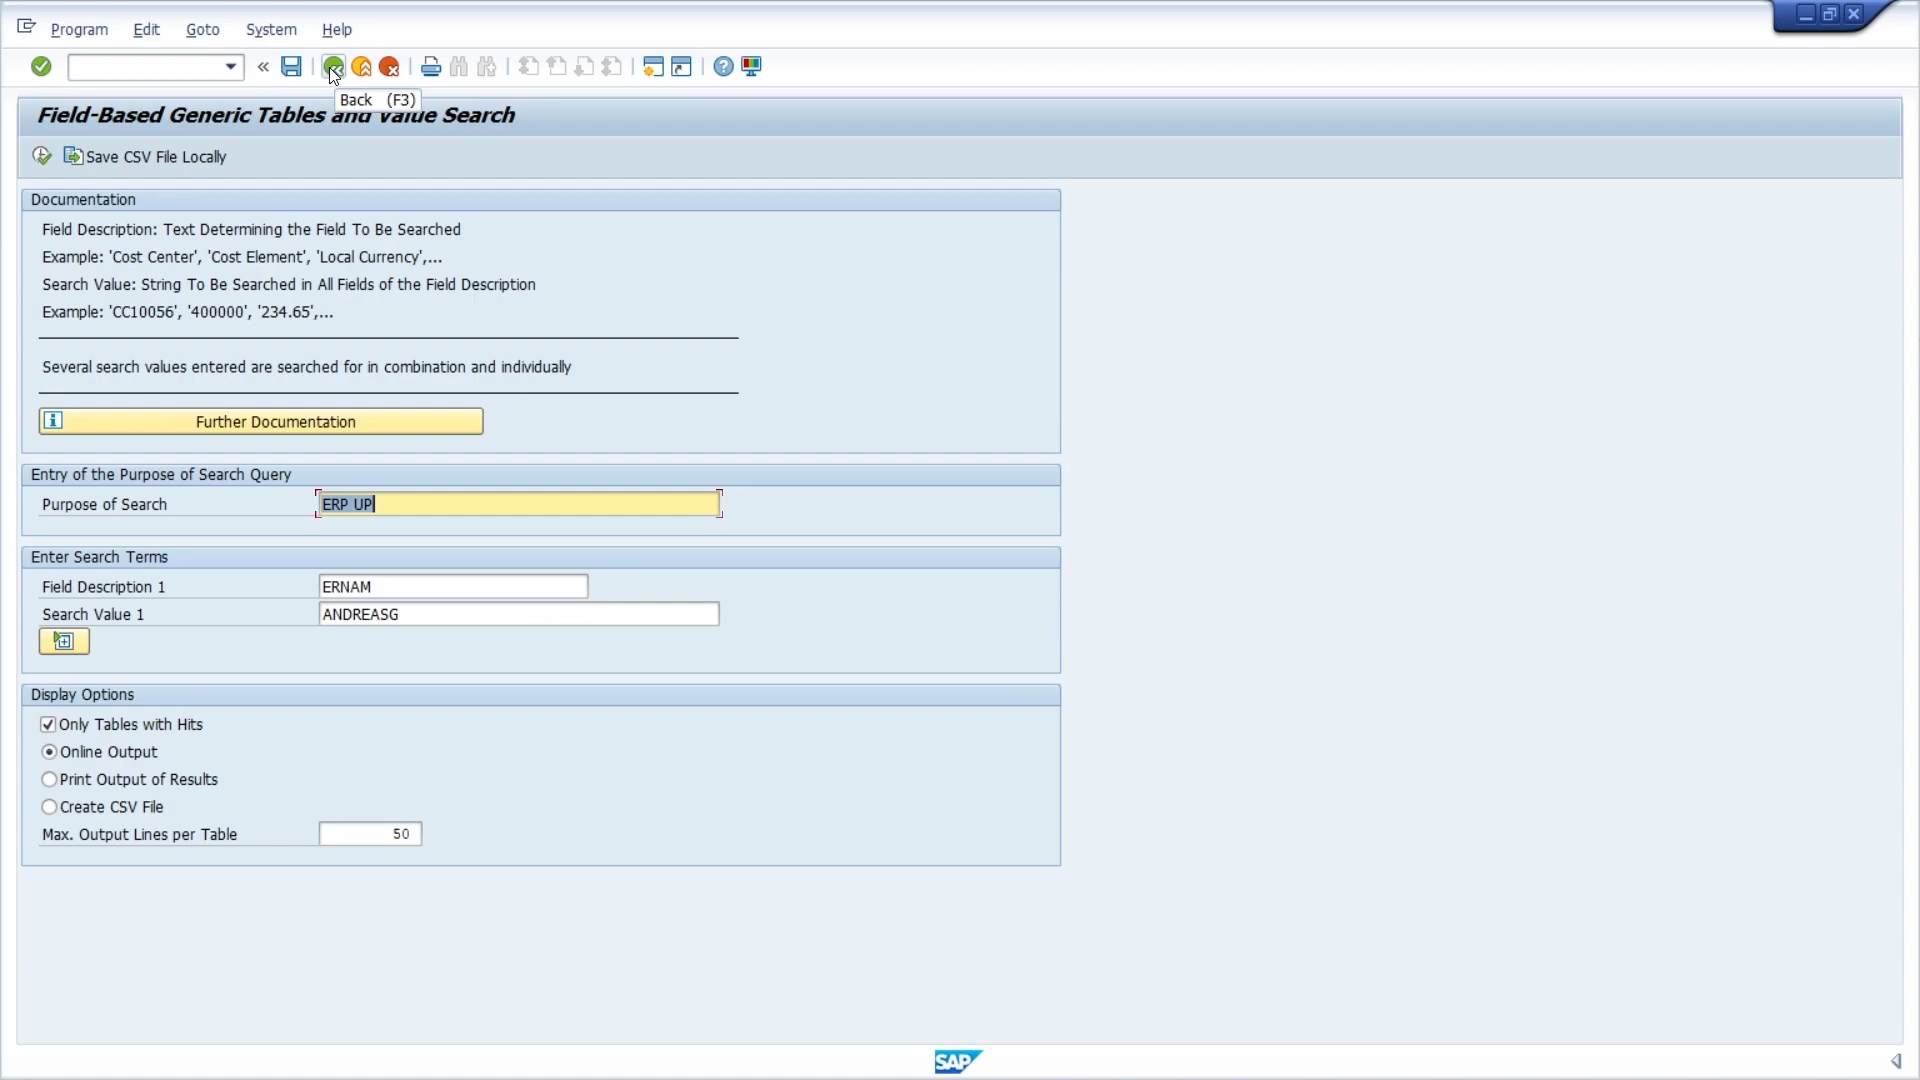 Program Edit Goto System Help
Back (F3)
Field-Based Generic Tables and Value Search
Save CSV File Locally
Documentation
Field Description: Text Determining the Field To Be Searched
Example: 'Cost Center', 'Cost Element', 'Local Currency',...
Search Value: String To Be Searched in All Fields of the Field Description
Example: 'CC10056', '400000', '234.65',...
Several search values entered are searched for in combination and individually
Further Documentation
Entry of the Purpose of Search Query
Purpose of Search ERP UP
Enter Search Terms
Field Description 1 ERNAM
Search Value 1 ANDREASG
Display Options
Only Tables with Hits
Online Output
Print Output of Results
Create CSV File
Max. Output Lines per Table 50
SAP